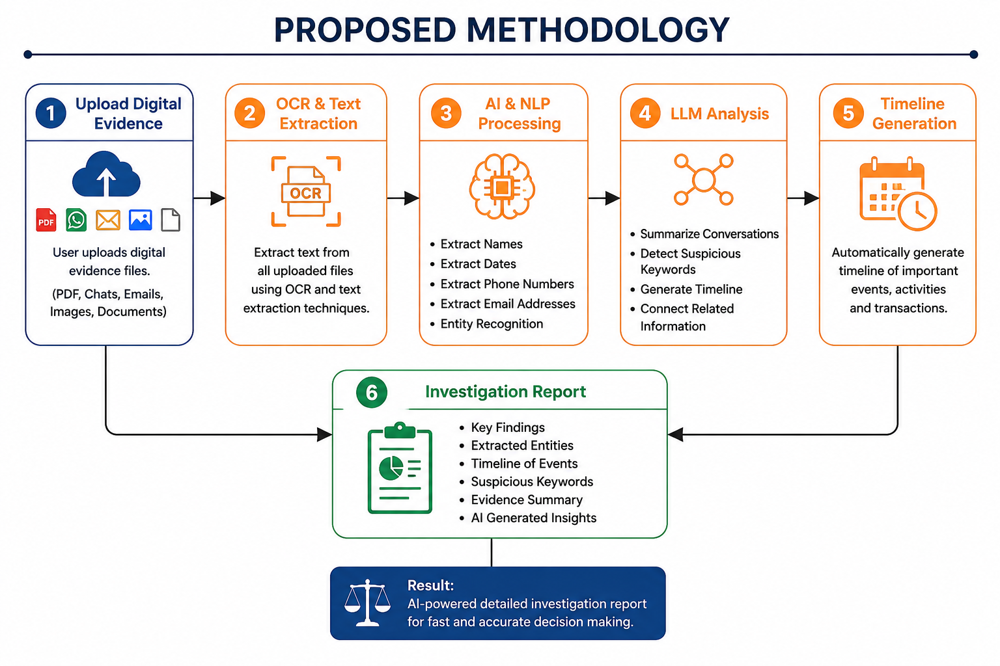 PROPOSED METHODOLOGY
1
Upload Digital
Evidence
PDF
User uploads digital
evidence files.
(PDF, Chats, Emails,
Images, Documents)
2
OCR & Text
Extraction
OCR
Extract text from
all uploaded files
using OCR and text
extraction techniques.
3
AI & NLP
Processing
• Extract Names
• Extract Dates
• Extract Phone Numbers
• Extract Email Addresses
• Entity Recognition
4
LLM Analysis
• Summarize Conversations
• Detect Suspicious
Keywords
• Generate Timeline
• Connect Related
Information
5
Timeline
Generation
Automatically generate
timeline of important
events, activities
and transactions.
6
Investigation Report
• Key Findings
• Extracted Entities
• Timeline of Events
• Suspicious Keywords
• Evidence Summary
• AI Generated Insights
Result:
AI-powered detailed investigation report
for fast and accurate decision making.